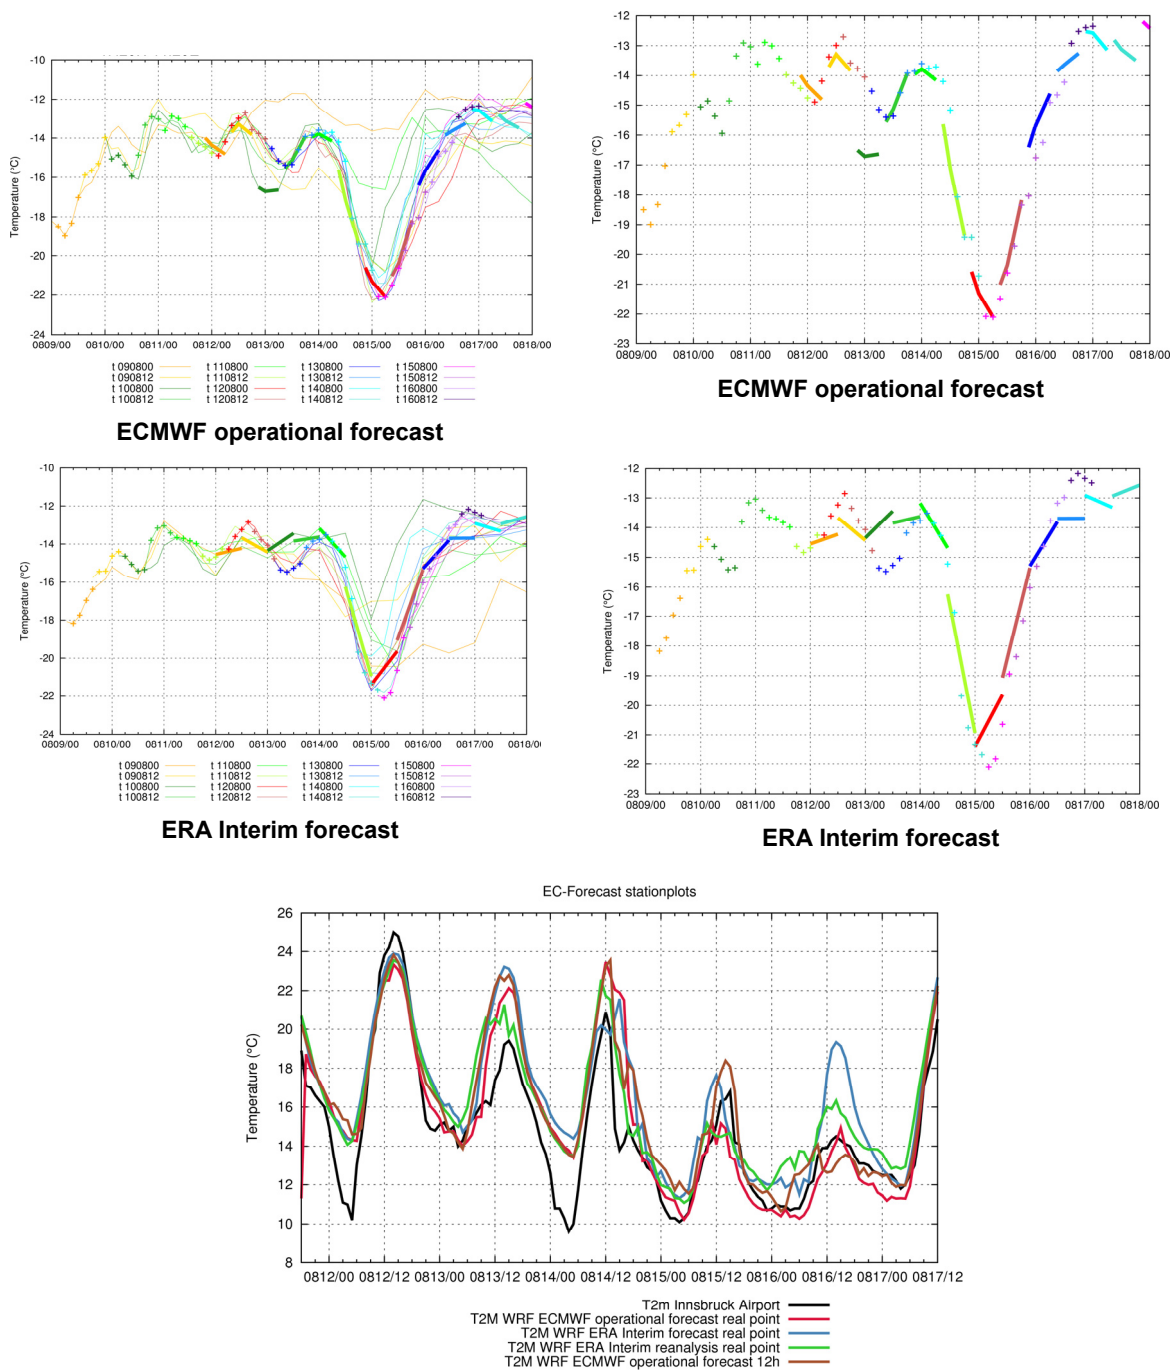 -10
-12
-14
-16
-18
-20
-22
-24
Temperature (°C)
0809/00 0810/00 0811/00 0812/00 0813/00 0814/00 0815/00 0816/00 0817/00 0818/00
t 090800 t 110800 t 130800 t 150800
t 090812 t 110812 t 130812 t 150812
t 100800 t 120800 t 140800 t 160800
t 100812 t 120812 t 140812 t 160812
ECMWF operational forecast
-12
-13
-14
-15
-16
-17
-18
-19
-20
-21
-22
-23
Temperature (°C)
0809/00 0810/00 0811/00 0812/00 0813/00 0814/00 0815/00 0816/00 0817/00 0818/00
ECMWF operational forecast
-10
-12
-14
-16
-18
-20
-22
-24
Temperature (°C)
0809/00 0810/00 0811/00 0812/00 0813/00 0814/00 0815/00 0816/00 0817/00 0818/00
t 090800 t 110800 t 130800 t 150800
t 090812 t 110812 t 130812 t 150812
t 100800 t 120800 t 140800 t 160800
t 100812 t 120812 t 140812 t 160812
ERA Interim forecast
-12
-13
-14
-15
-16
-17
-18
-19
-20
-21
-22
-23
Temperature (°C)
0809/00 0810/00 0811/00 0812/00 0813/00 0814/00 0815/00 0816/00 0817/00 0818/00
ERA Interim forecast
EC-Forecast stationplots
26
24
22
20
18
16
14
12
10
8
Temperature (°C)
0812/00 0812/12 0813/00 0813/12 0814/00 0814/12 0815/00 0815/12 0816/00 0816/12 0817/00 0817/12
T2m Innsbruck Airport
T2M WRF ECMWF operational forecast real point
T2M WRF ERA Interim forecast real point
T2M WRF ERA Interim reanalysis real point
T2M WRF ECMWF operational forecast 12h